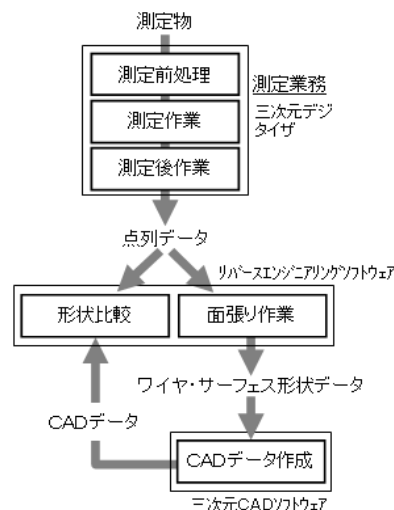 測定物
測定前処理
測定業務
測定作業
三次元デジ
タイザ
測定後作業
点列データ
リバースエンジニアリングソフトウェア
形状比較
面張り作業
ワイヤ・サーフェス形状データ
CADデータ
CADデータ作成
三次元CADソフトウェア